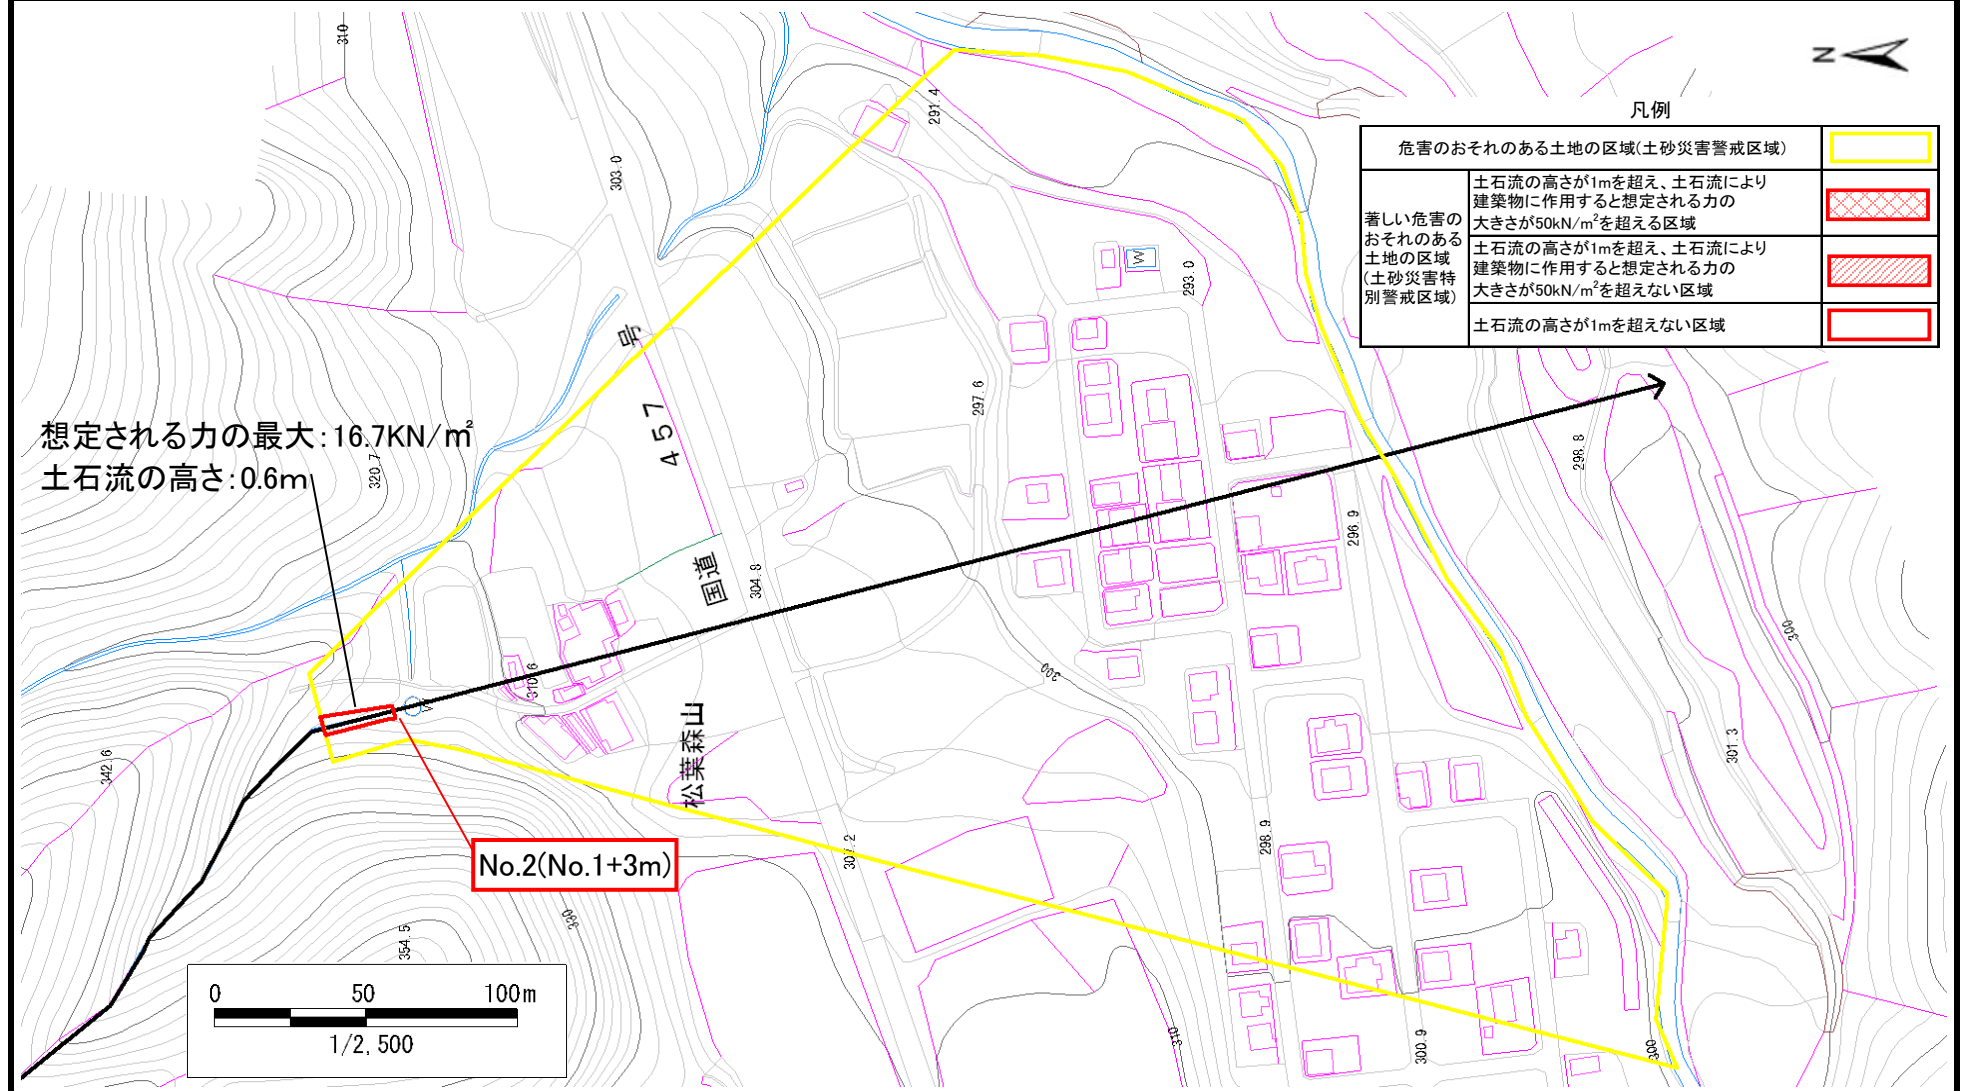 N
凡例
危害のおそれのある土地の区域(土砂災害警戒区域)
著しい危害の
おそれのある
土地の区域
(土砂災害特
別警戒区域)
土石流の高さが1mを超え、土石流により
建築物に作用すると想定される力の
大きさが50kN/m²を超える区域
土石流の高さが1mを超え、土石流により
建築物に作用すると想定される力の
大きさが50kN/m²を超えない区域
土石流の高さが1mを超えない区域
310
291.4
303.0
W
293.0
号
457
国道
297.6
298.8
想定される力の最大:16.7KN/㎡
土石流の高さ:0.6m
320.7
296.9
304.8
310.6
300
300
301.3
松葉森山
342.6
307.2
298.9
No.2(No.1+3m)
330
354.5
310
300.9
300
0 50 100m
1/2,500